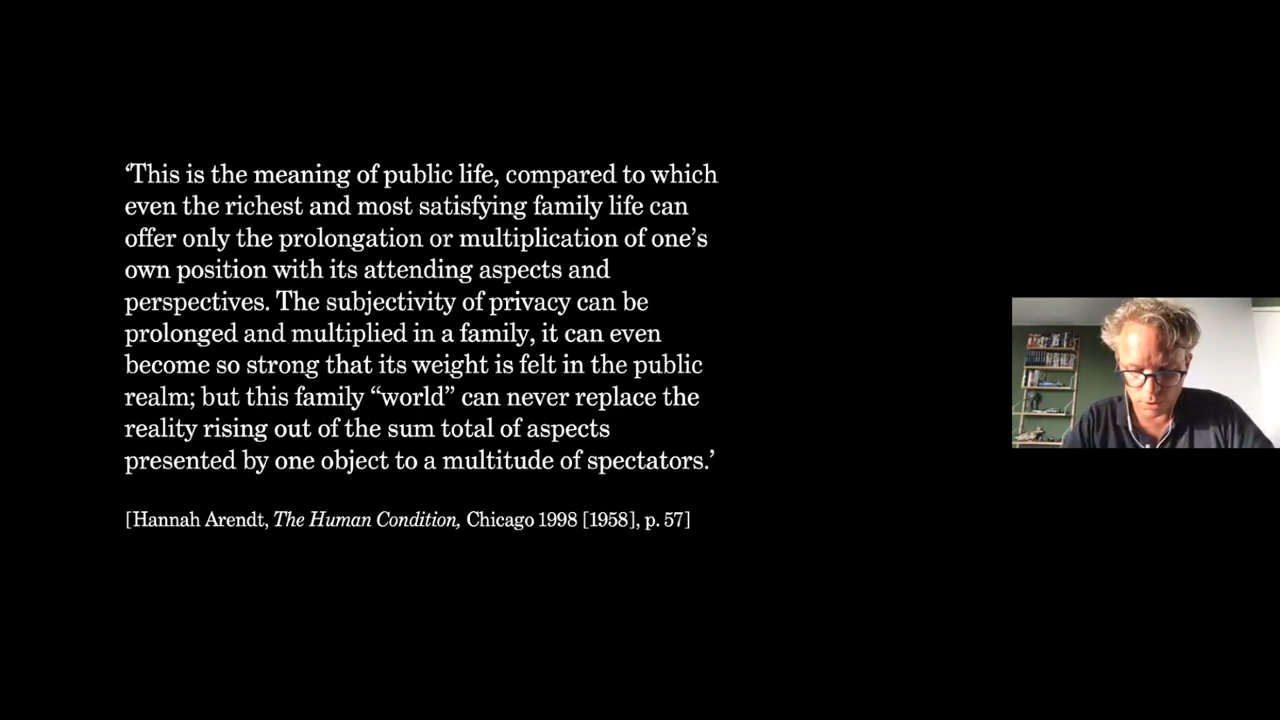 ‘This is the meaning of public life, compared to which
even the richest and most satisfying family life can
offer only the prolongation or multiplication of one’s
own position with its attending aspects and
perspectives. The subjectivity of privacy can be
prolonged and multiplied in a family, it can even
become so strong that its weight is felt in the public
realm; but this family “world” can never replace the
reality rising out of the sum total of aspects
presented by one object to a multitude of spectators.’
[Hannah Arendt, The Human Condition, Chicago 1998 [1958], p. 57]